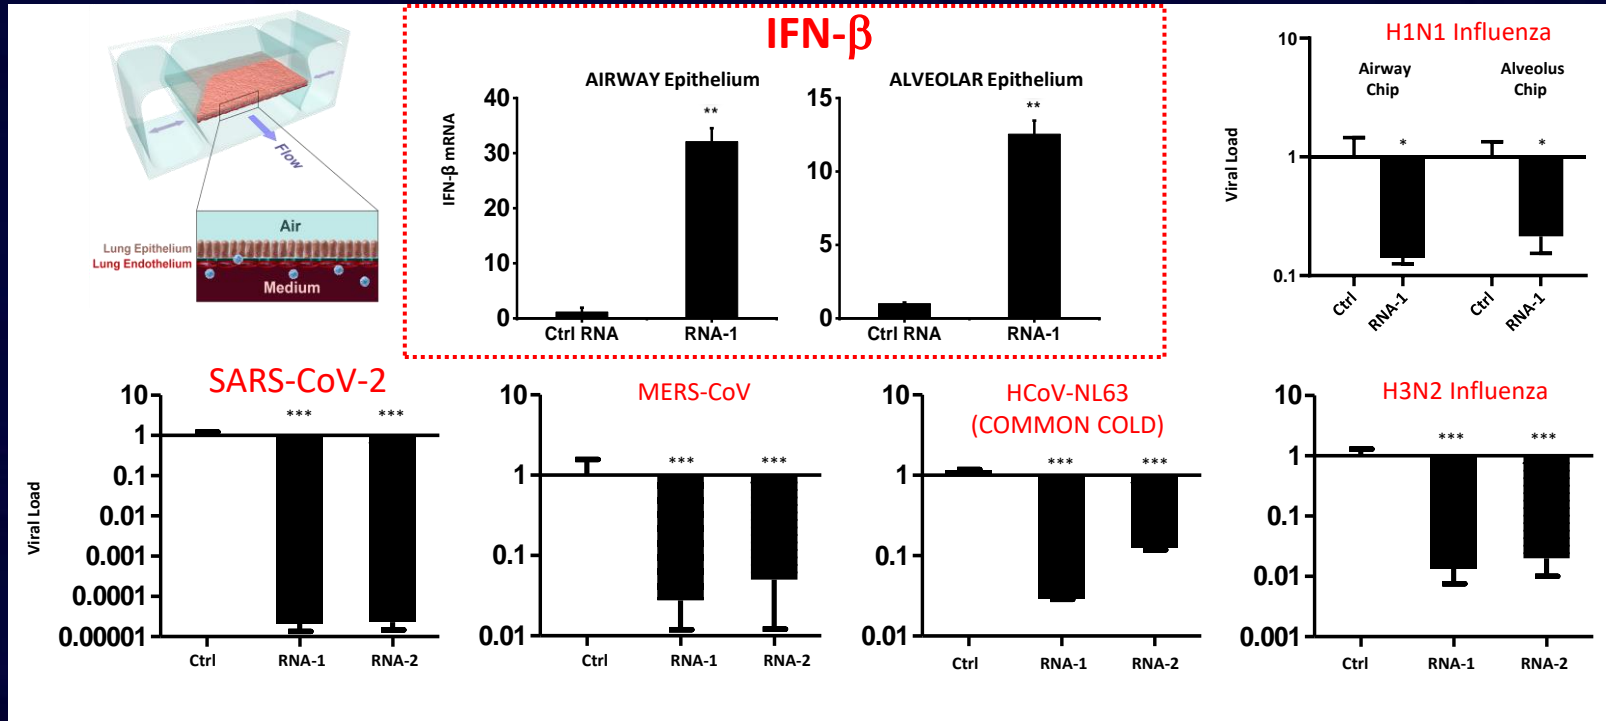 Flow
Air
Lung Epithelium
Lung Endothelium
Medium
IFN-β
AIRWAY Epithelium
IFN-β mRNA
40
30
20
10
0
**
Ctrl RNA
RNA-1
ALVEOLAR Epithelium
15
10
5
0
**
Ctrl RNA
RNA-1
H1N1 Influenza
Airway
Chip
Alveolus
Chip
Viral Load
10
1
0.1
*
*
Ctrl
RNA-1
Ctrl
RNA-1
SARS-CoV-2
Viral Load
10
1
0.1
0.01
0.001
0.0001
0.00001
***
***
Ctrl
RNA-1
RNA-2
MERS-CoV
10
1
0.1
0.01
***
***
Ctrl
RNA-1
RNA-2
HCoV-NL63
(COMMON COLD)
10
1
0.1
0.01
***
***
Ctrl
RNA-1
RNA-2
H3N2 Influenza
10
1
0.1
0.01
0.001
***
***
Ctrl
RNA-1
RNA-2